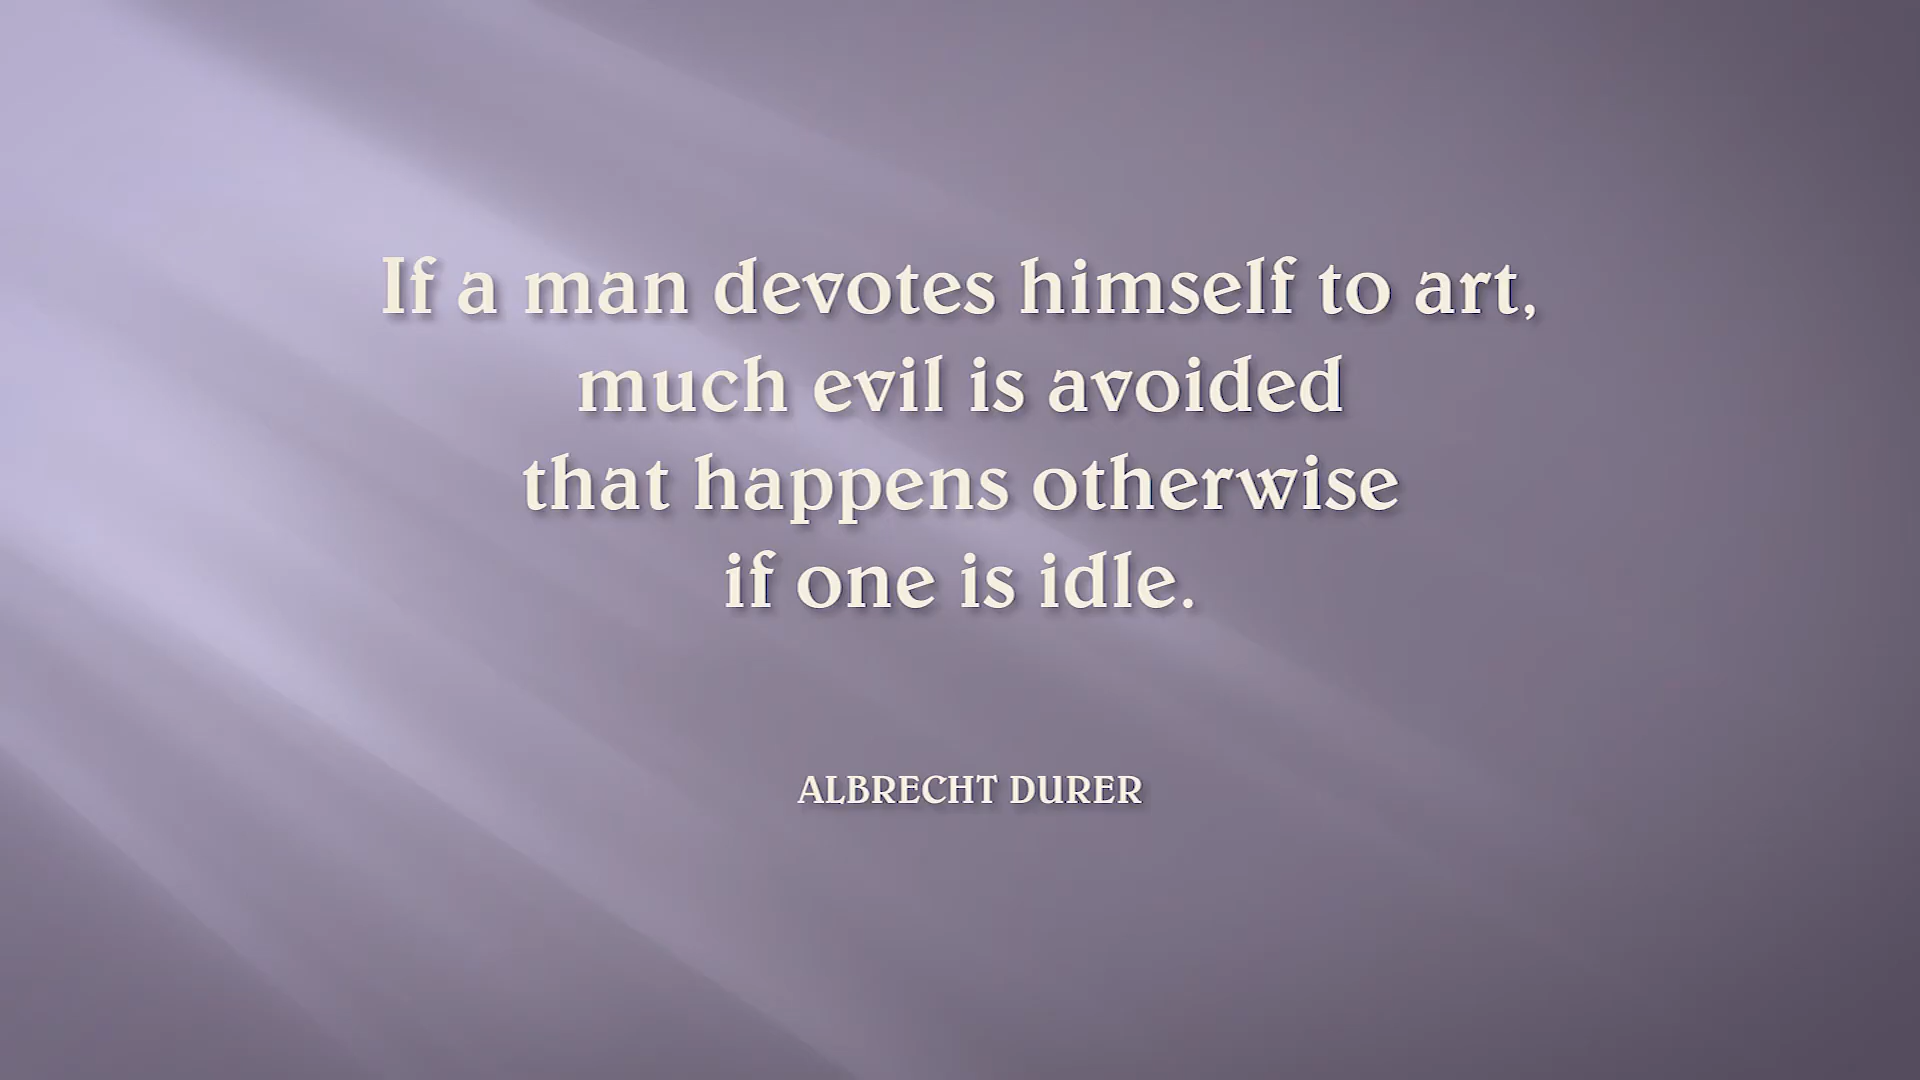 If a man devotes himself to art,
much evil is avoided
that happens otherwise
if one is idle.
ALBRECHT DURER